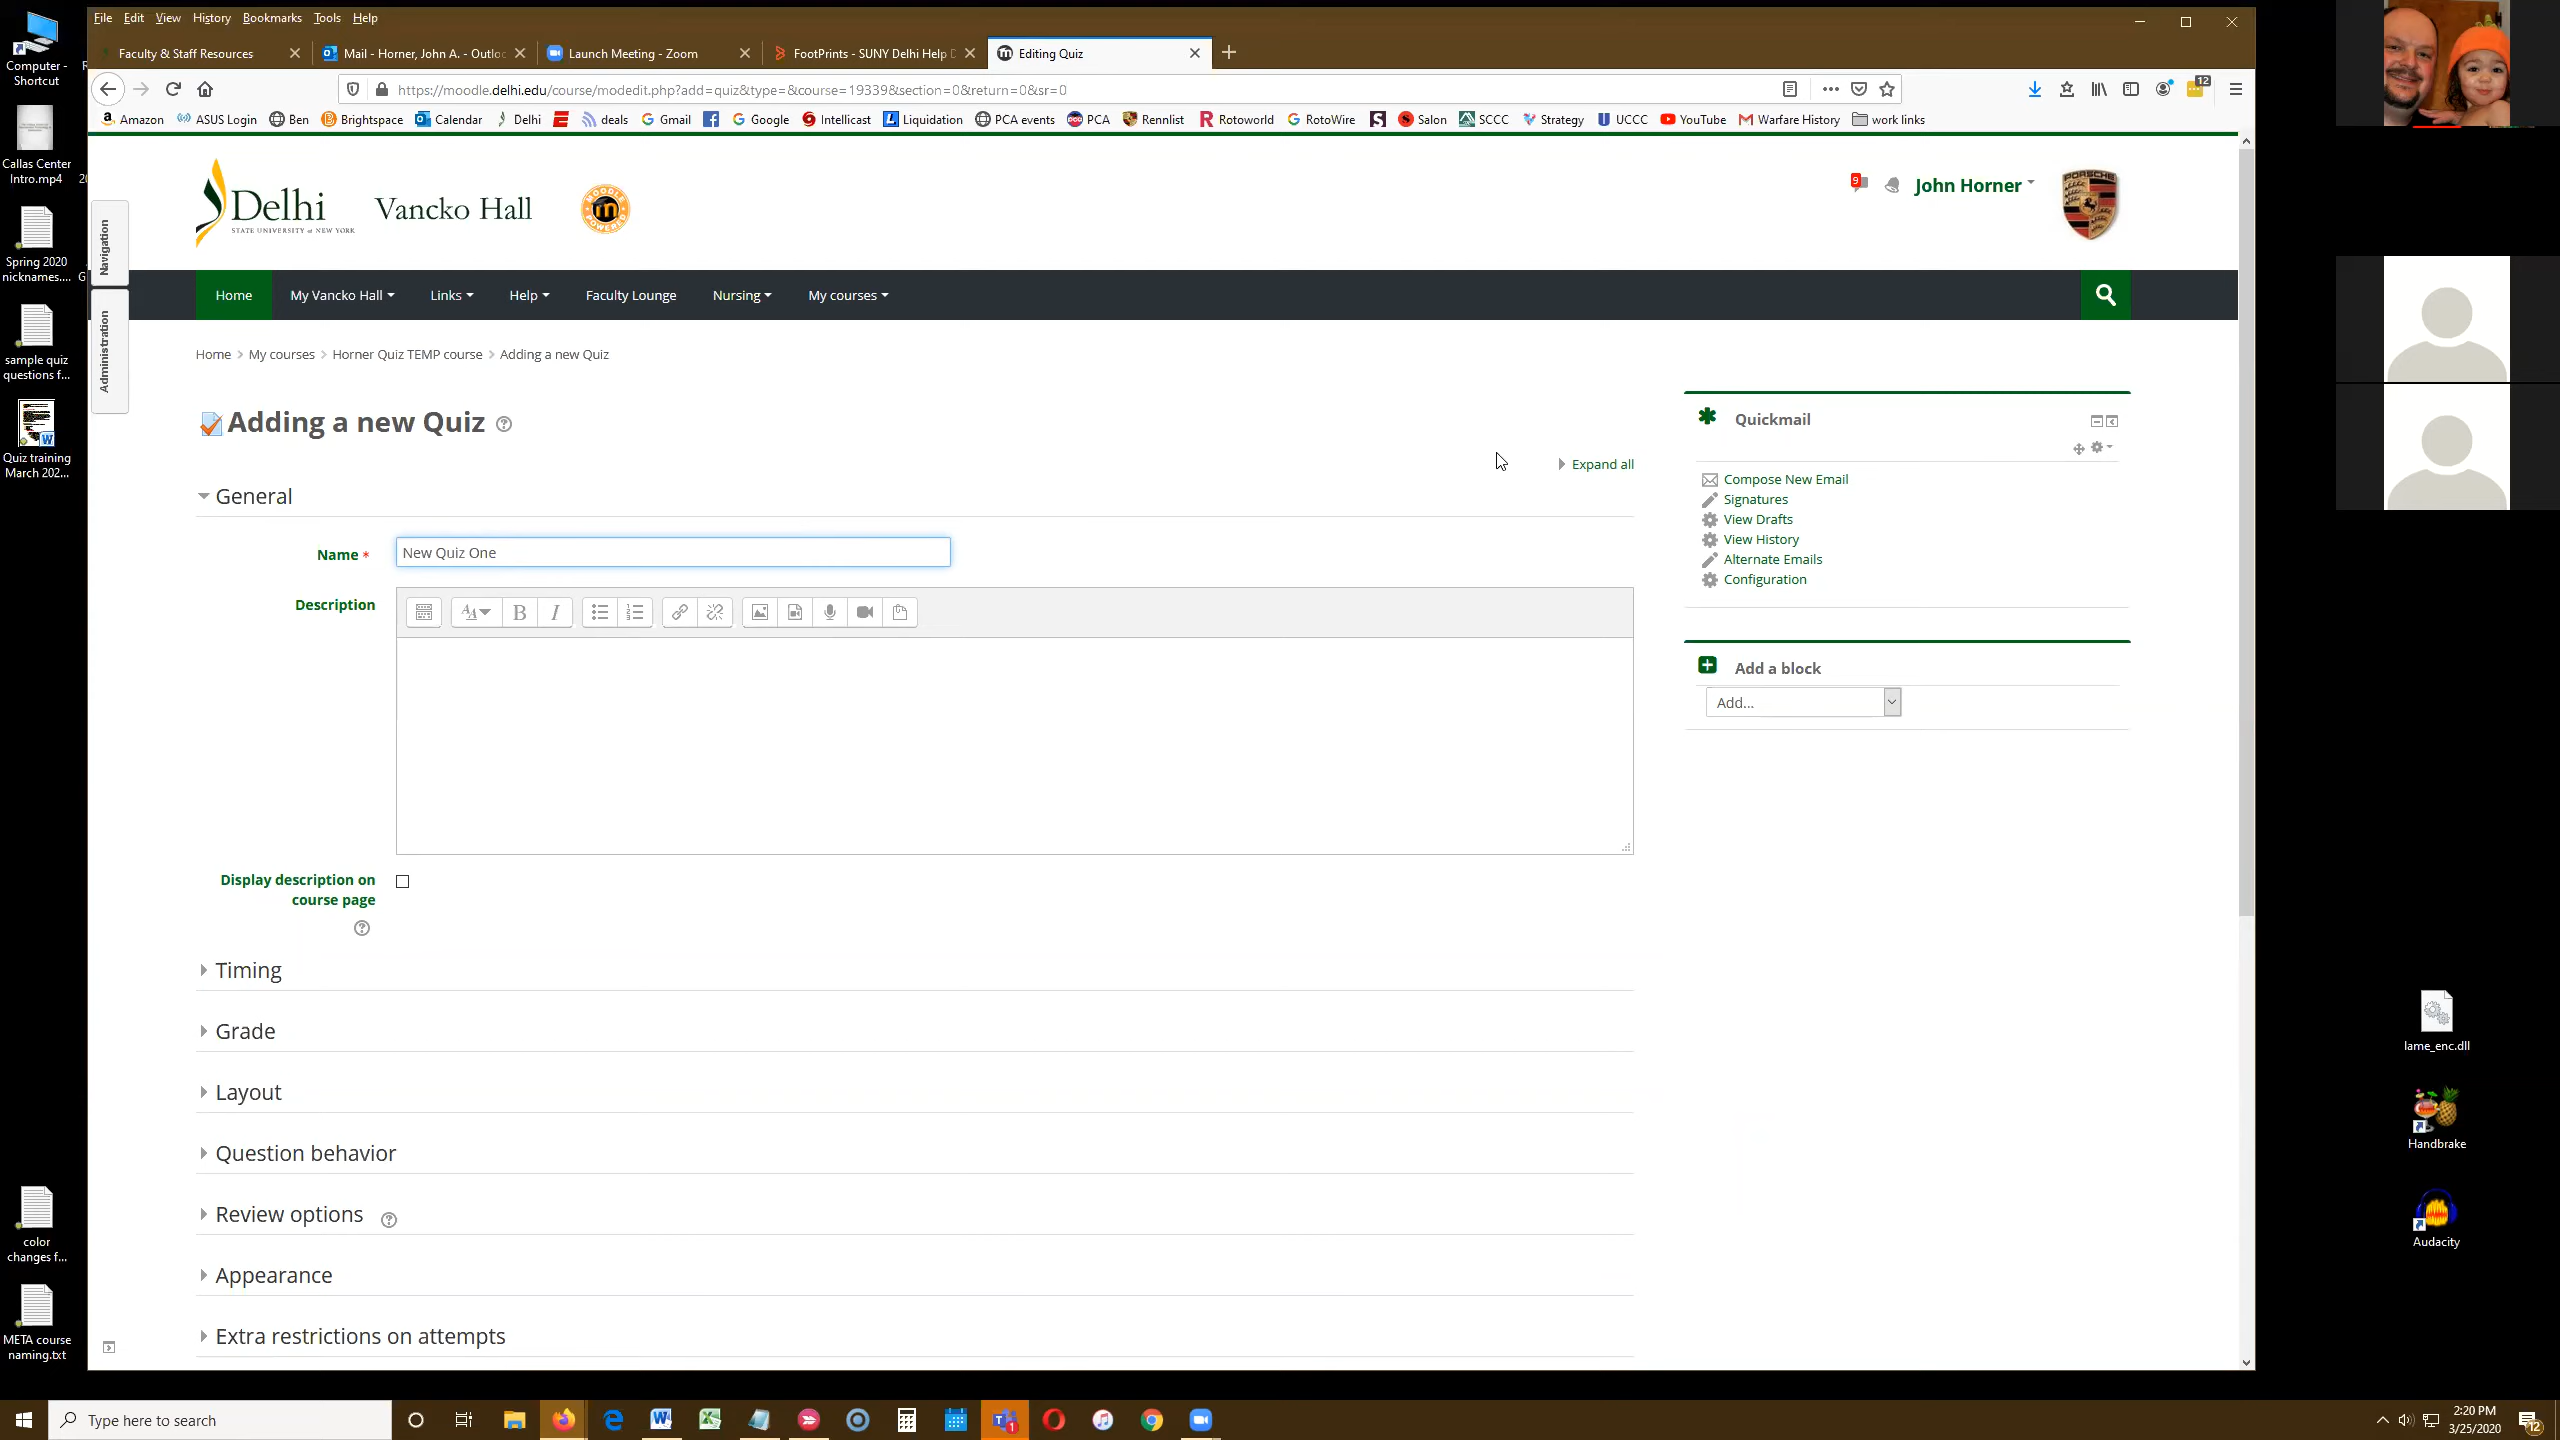 File Edit View History Bookmarks Tools Help
Faculty & Staff Resources
Mail - Horner, John A. - Outlo
Launch Meeting - Zoom
FootPrints - SUNY Delhi Help D
Editing Quiz
https://moodle.delhi.edu/course/modedit.php?add=quiz&type=&course=19339&section=0&return=0&sr=0
12
Amazon ASUS Login Ben Brightspace Calendar Delhi deals Gmail Google Intellicast Liquidation PCA events PCA Rennlist Rotoworld RotoWire Salon SCCC Strategy UCCC YouTube Warfare History work links
Computer - Shortcut
Callas Center Intro.mp4
Spring 2020 nicknames....
sample quiz questions f...
Quiz training March 202...
color changes f...
META course naming.txt
Navigation
Administration
Delhi
STATE UNIVERSITY of NEW YORK
Vancko Hall
MOODLE POWERED
9
John Horner
PORSCHE
Home My Vancko Hall Links Help Faculty Lounge Nursing My courses
Home > My courses > Horner Quiz TEMP course > Adding a new Quiz
Adding a new Quiz
Expand all
General
Name *
New Quiz One
Description
Display description on course page
Timing
Grade
Layout
Question behavior
Review options
Appearance
Extra restrictions on attempts
Quickmail
Compose New Email
Signatures
View Drafts
View History
Alternate Emails
Configuration
Add a block
Add...
lame_enc.dll
Handbrake
Audacity
Type here to search
2:20 PM
3/25/2020
12